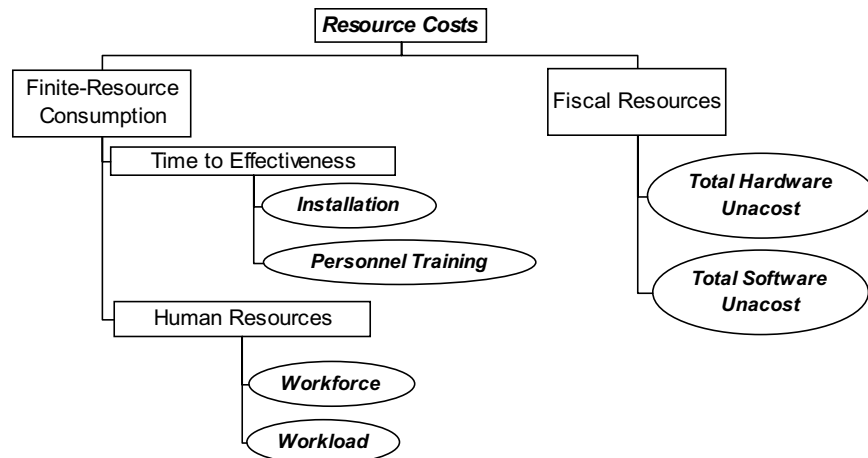 Resource Costs
Finite-Resource
Consumption
Fiscal Resources
Time to Effectiveness
Installation
Personnel Training
Human Resources
Workforce
Workload
Total Hardware
Unacost
Total Software
Unacost